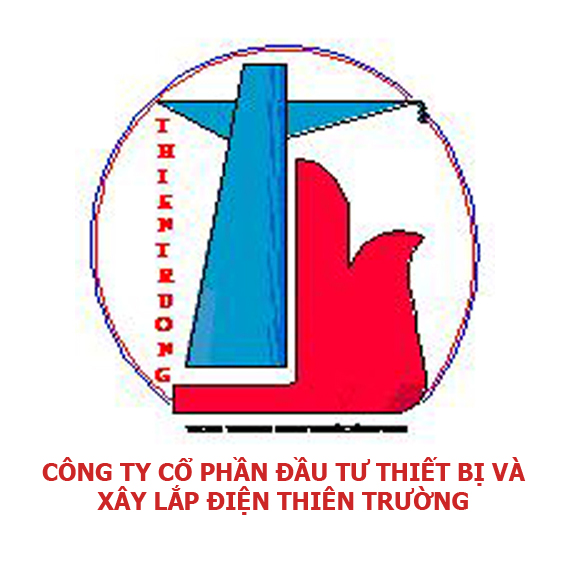 THIENTRUONG
CÔNG TY CỔ PHẦN ĐẦU TƯ THIẾT BỊ VÀ
XÂY LẮP ĐIỆN THIÊN TRƯỜNG